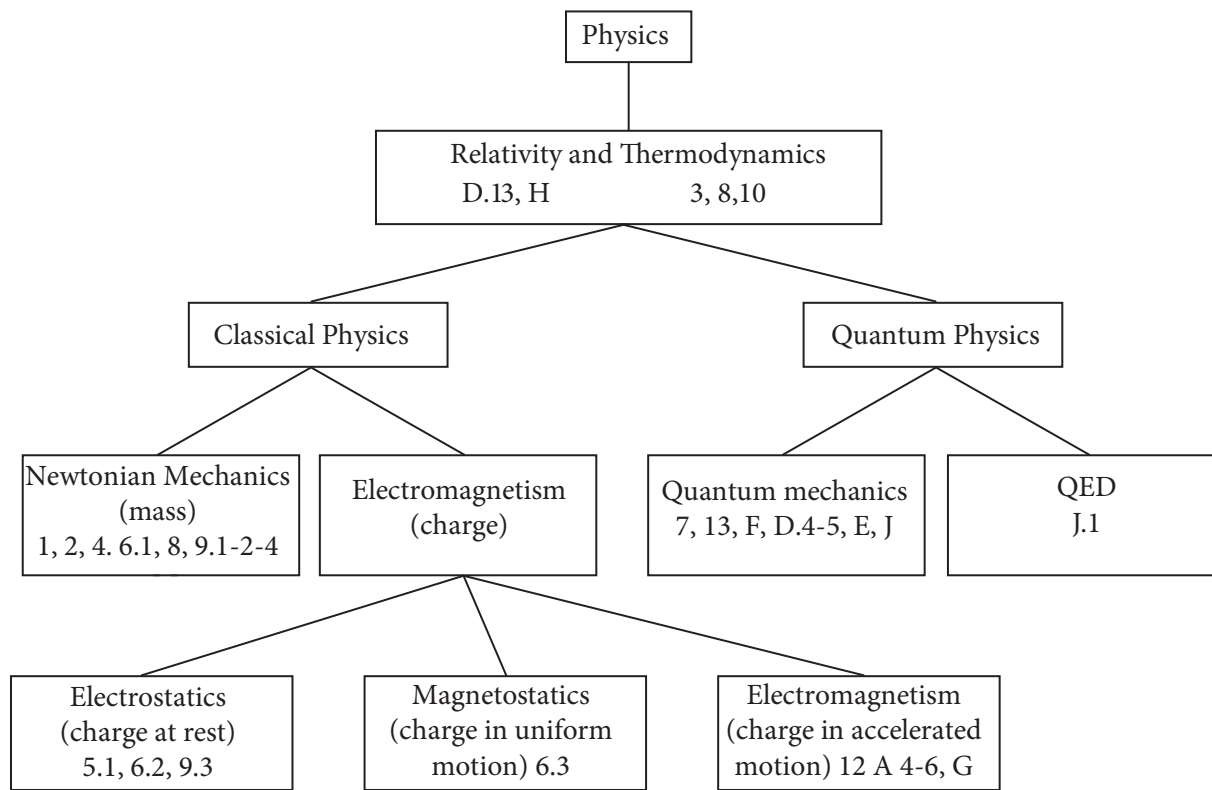 Physics
Relativity and Thermodynamics
D.13, H 3, 8,10
Classical Physics
Quantum Physics
Newtonian Mechanics
(mass)
1, 2, 4. 6.1, 8, 9.1-2-4
Electromagnetism
(charge)
Quantum mechanics
7, 13, F, D.4-5, E, J
QED
J.1
Electrostatics
(charge at rest)
5.1, 6.2, 9.3
Magnetostatics
(charge in uniform
motion) 6.3
Electromagnetism
(charge in accelerated
motion) 12 A 4-6, G